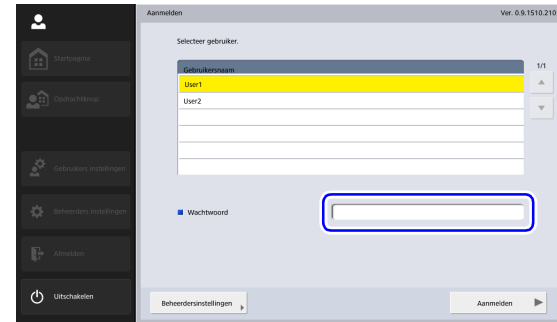 Aanmelden
Ver. 0.9.1510.210
Selecteer gebruiker.
Gebruikersnaam
1/1
User1
User2
Wachtwoord
Beheerdersinstellingen
Aanmelden
Startpagina
Opdrachtknop
Gebruikers instellingen
Beheerders instellingen
Afmelden
Uitschakelen